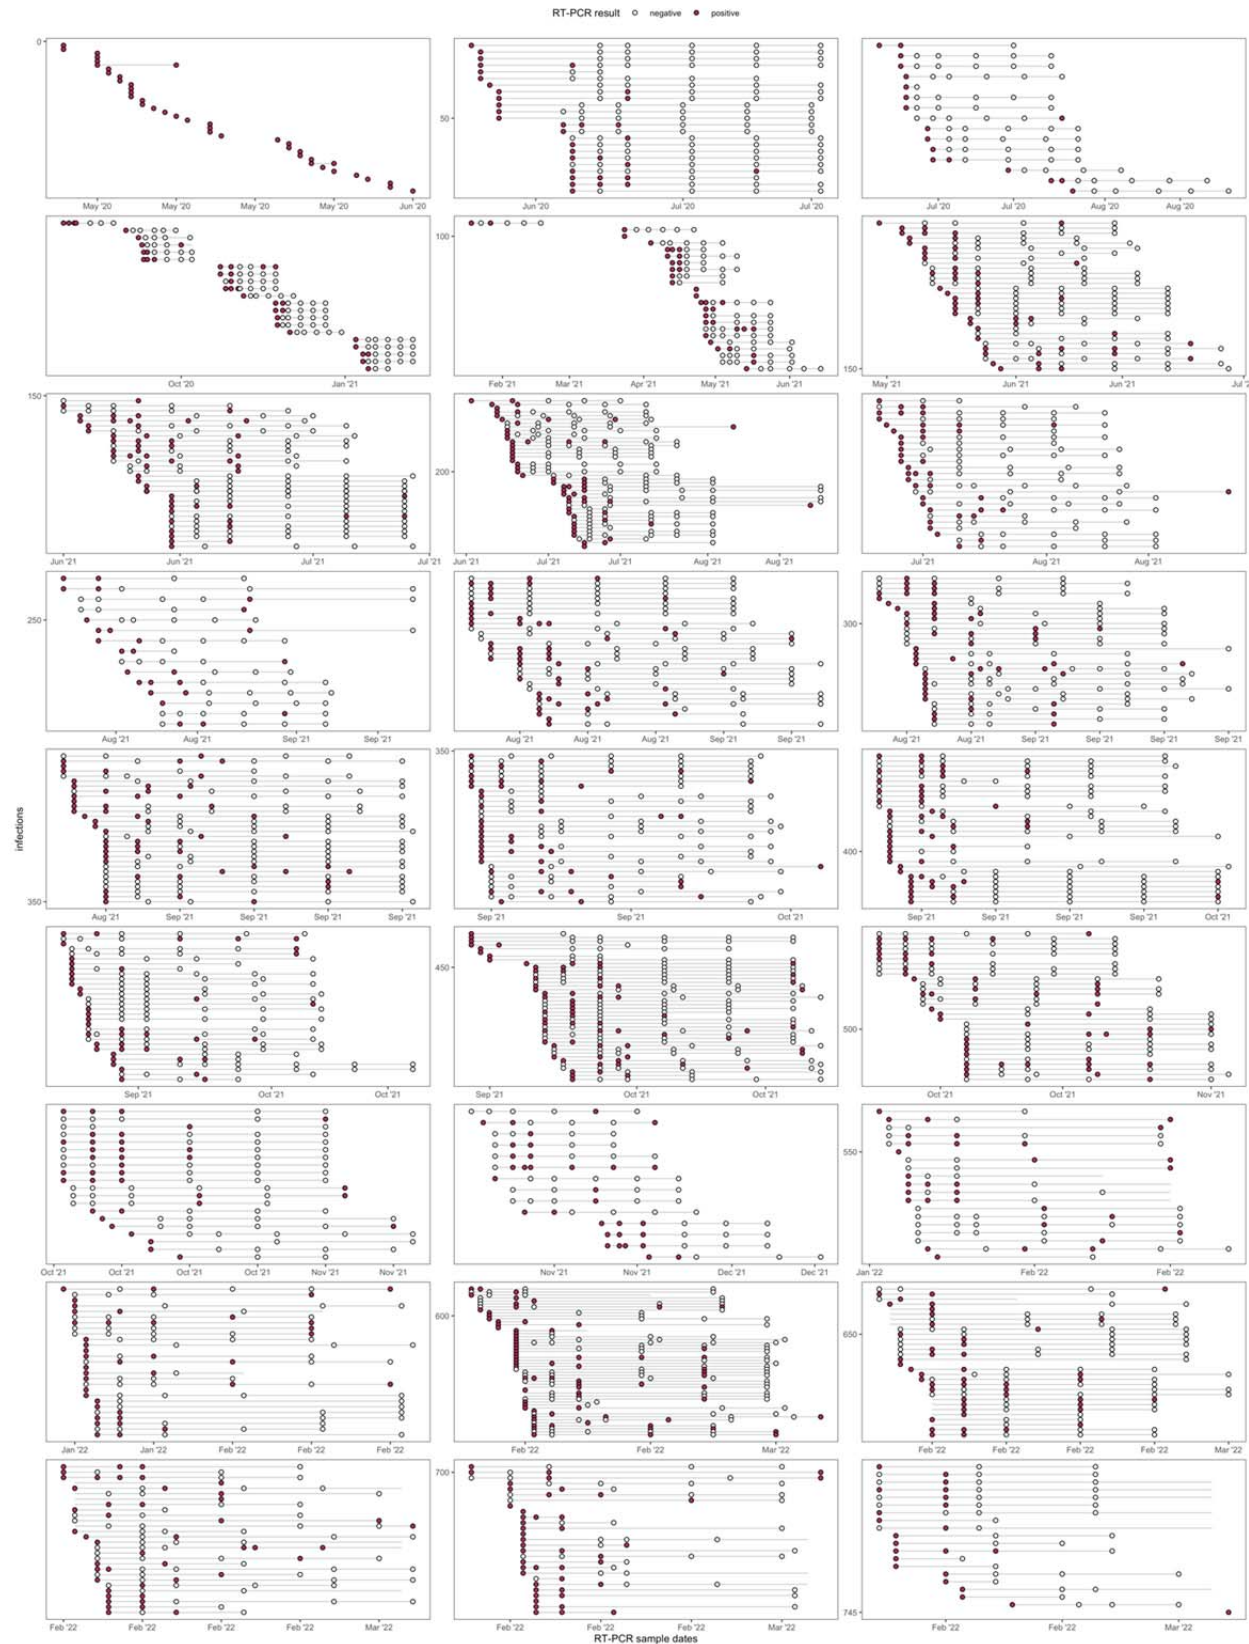 RT-PCR result negative positive
0
May '20 May '20 May '20 May '20 Jun '20
50
Jun '20 Jul '20 Jul '20
Jul '20 Jul '20 Aug '20 Aug '20
Oct '20 Jan '21
100
Feb '21 Mar '21 Apr '21 May '21 Jun '21
150
May '21 Jun '21 Jun '21 Jul '2
150
Jun '21 Jun '21 Jul '21 Jul '21
200
Jun '21 Jul '21 Jul '21 Aug '21 Aug '21
Jul '21 Aug '21 Aug '21
250
Aug '21 Aug '21 Sep '21 Sep '21
Aug '21 Aug '21 Aug '21 Sep '21 Sep '21
300
Aug '21 Aug '21 Sep '21 Sep '21 Sep '21 Sep '21
infections
350
Aug '21 Sep '21 Sep '21 Sep '21 Sep '21
350
Sep '21 Sep '21 Oct '21
400
Sep '21 Sep '21 Sep '21 Sep '21 Oct '21
Sep '21 Oct '21 Oct '21
450
Sep '21 Oct '21 Oct '21
500
Oct '21 Oct '21 Nov '21
Oct '21 Oct '21 Oct '21 Oct '21 Nov '21 Nov '21
Nov '21 Nov '21 Dec '21 Dec '21
550
Jan '22 Feb '22 Feb '22
Jan '22 Jan '22 Feb '22 Feb '22 Feb '22
600
Feb '22 Feb '22 Mar '22
650
Feb '22 Feb '22 Feb '22 Feb '22 Mar '22
Feb '22 Feb '22 Feb '22 Feb '22 Mar '22
700
Feb '22 Feb '22 Feb '22 Mar '22
745
Feb '22 Feb '22 Mar '22
RT-PCR sample dates